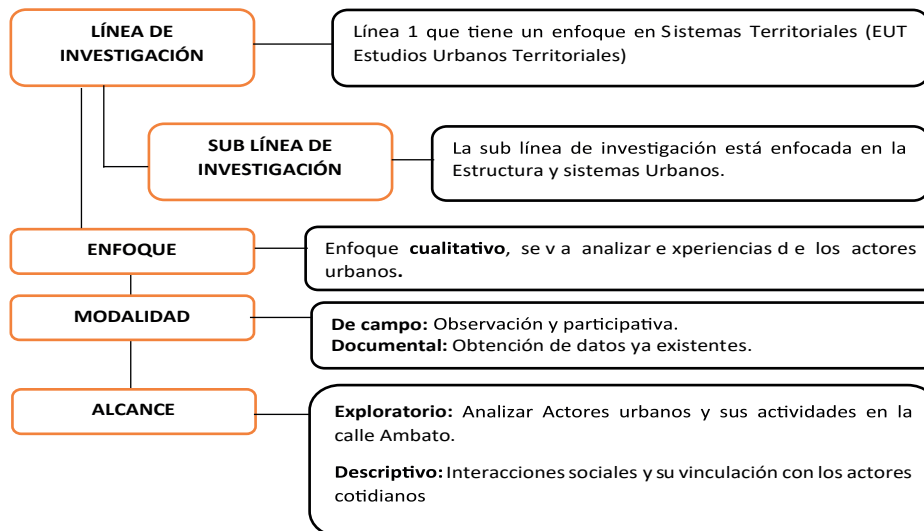 LÍNEA DE
INVESTIGACIÓN
Línea 1 que tiene un enfoque en Sistemas Territoriales (EUT
Estudios Urbanos Territoriales)
SUB LÍNEA DE
INVESTIGACIÓN
La sub línea de investigación está enfocada en la
Estructura y sistemas Urbanos.
ENFOQUE
Enfoque cualitativo, se v a analizar e xperiencias d e los actores
urbanos.
MODALIDAD
De campo: Observación y participativa.
Documental: Obtención de datos ya existentes.
ALCANCE
Exploratorio: Analizar Actores urbanos y sus actividades en la
calle Ambato.
Descriptivo: Interacciones sociales y su vinculación con los actores
cotidianos